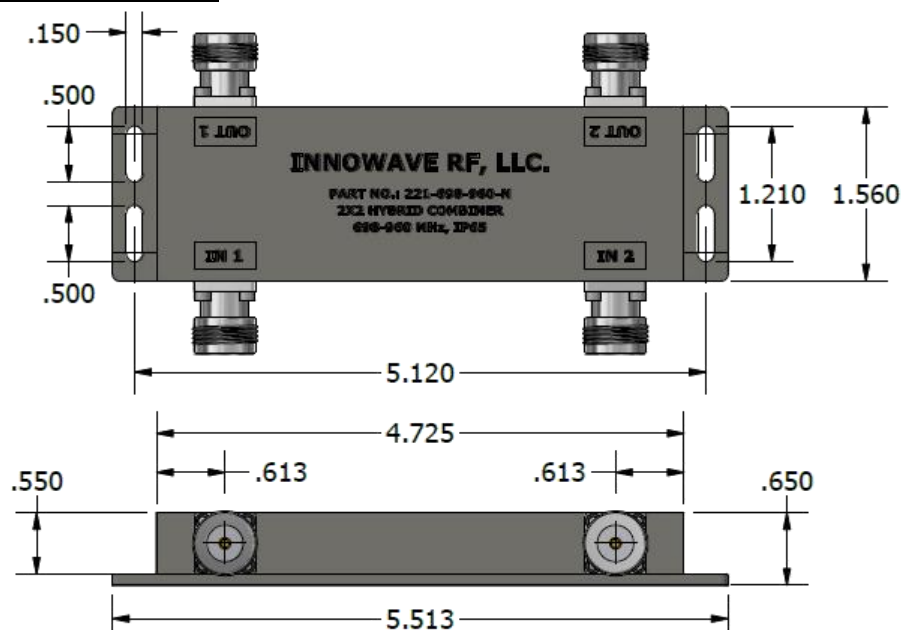 .150
.500
OUT 1
OUT 2
INNOWAVE RF, LLC.
PART NO.: 221-698-960-N
2X2 HYBRID COMBINER
698-960 MHz, IP65
1.210
1.560
IN 1
IN 2
.500
5.120
4.725
.550
.613
.613
.650
5.513